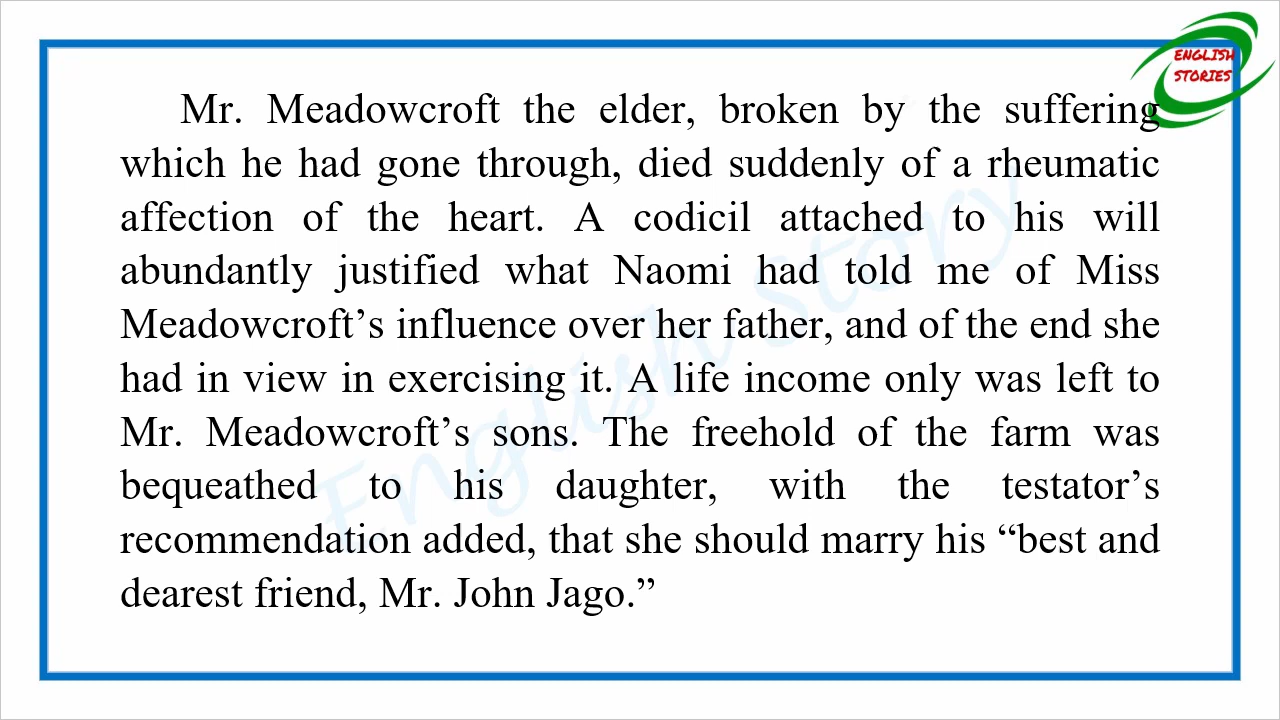 ENGLISH
STORIES
Mr. Meadowcroft the elder, broken by the suffering
which he had gone through, died suddenly of a rheumatic
affection of the heart. A codicil attached to his will
abundantly justified what Naomi had told me of Miss
Meadowcroft’s influence over her father, and of the end she
had in view in exercising it. A life income only was left to
Mr. Meadowcroft’s sons. The freehold of the farm was
bequeathed to his daughter, with the testator’s
recommendation added, that she should marry his “best and
dearest friend, Mr. John Jago.”
English Story